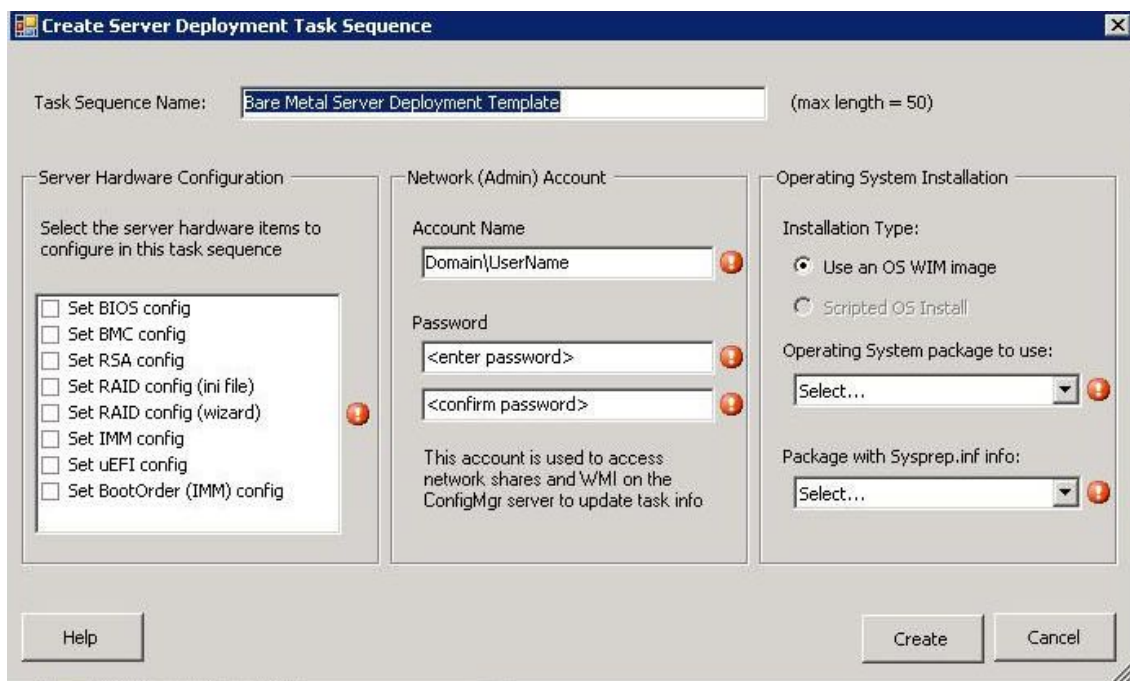 Create Server Deployment Task Sequence
Task Sequence Name: Bare Metal Server Deployment Template (max length = 50)
Server Hardware Configuration
Select the server hardware items to
configure in this task sequence
Set BIOS config
Set BMC config
Set RSA config
Set RAID config (ini file)
Set RAID config (wizard)
Set IMM config
Set uEFI config
Set BootOrder (IMM) config
Network (Admin) Account
Account Name
Domain\UserName
Password
<enter password>
<confirm password>
This account is used to access
network shares and WMI on the
ConfigMgr server to update task info
Operating System Installation
Installation Type:
Use an OS WIM image
Scripted OS Install
Operating System package to use:
Select...
Package with Sysprep.inf info:
Select...
Help
Create
Cancel